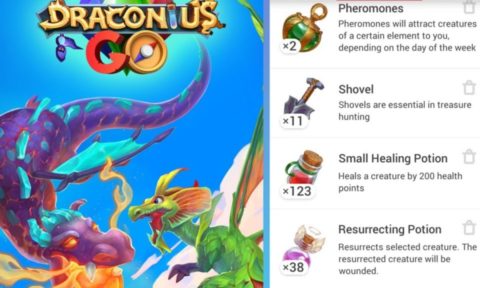 DRACONIUS
GO
Pheromones
Pheromones will attract creatures
of a certain element to you,
depending on the day of the week
×2
Shovel
Shovels are essential in treasure
hunting
×11
Small Healing Potion
Heals a creature by 200 health
points
×123
Resurrecting Potion
Resurrects selected creature. The
resurrected creature will be
wounded.
×38